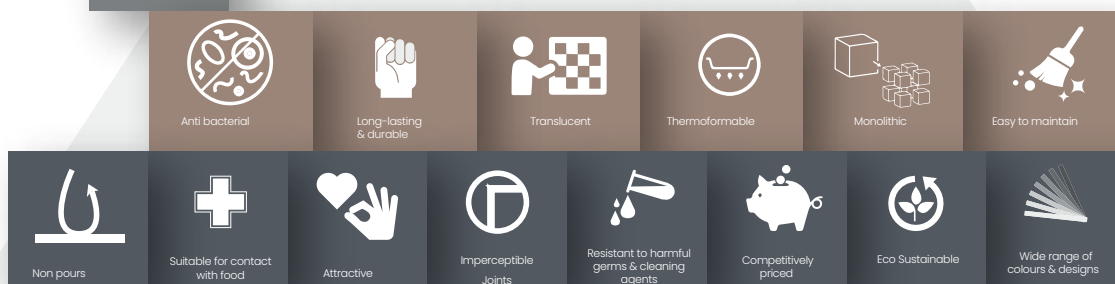 Anti bacterial
Long-lasting
& durable
Translucent
Thermoformable
Monolithic
Easy to maintain
Non pours
Suitable for contact
with food
Attractive
Imperceptible
Joints
Resistant to harmful
germs & cleaning
agents
Competitively
priced
Eco Sustainable
Wide range of
colours & designs